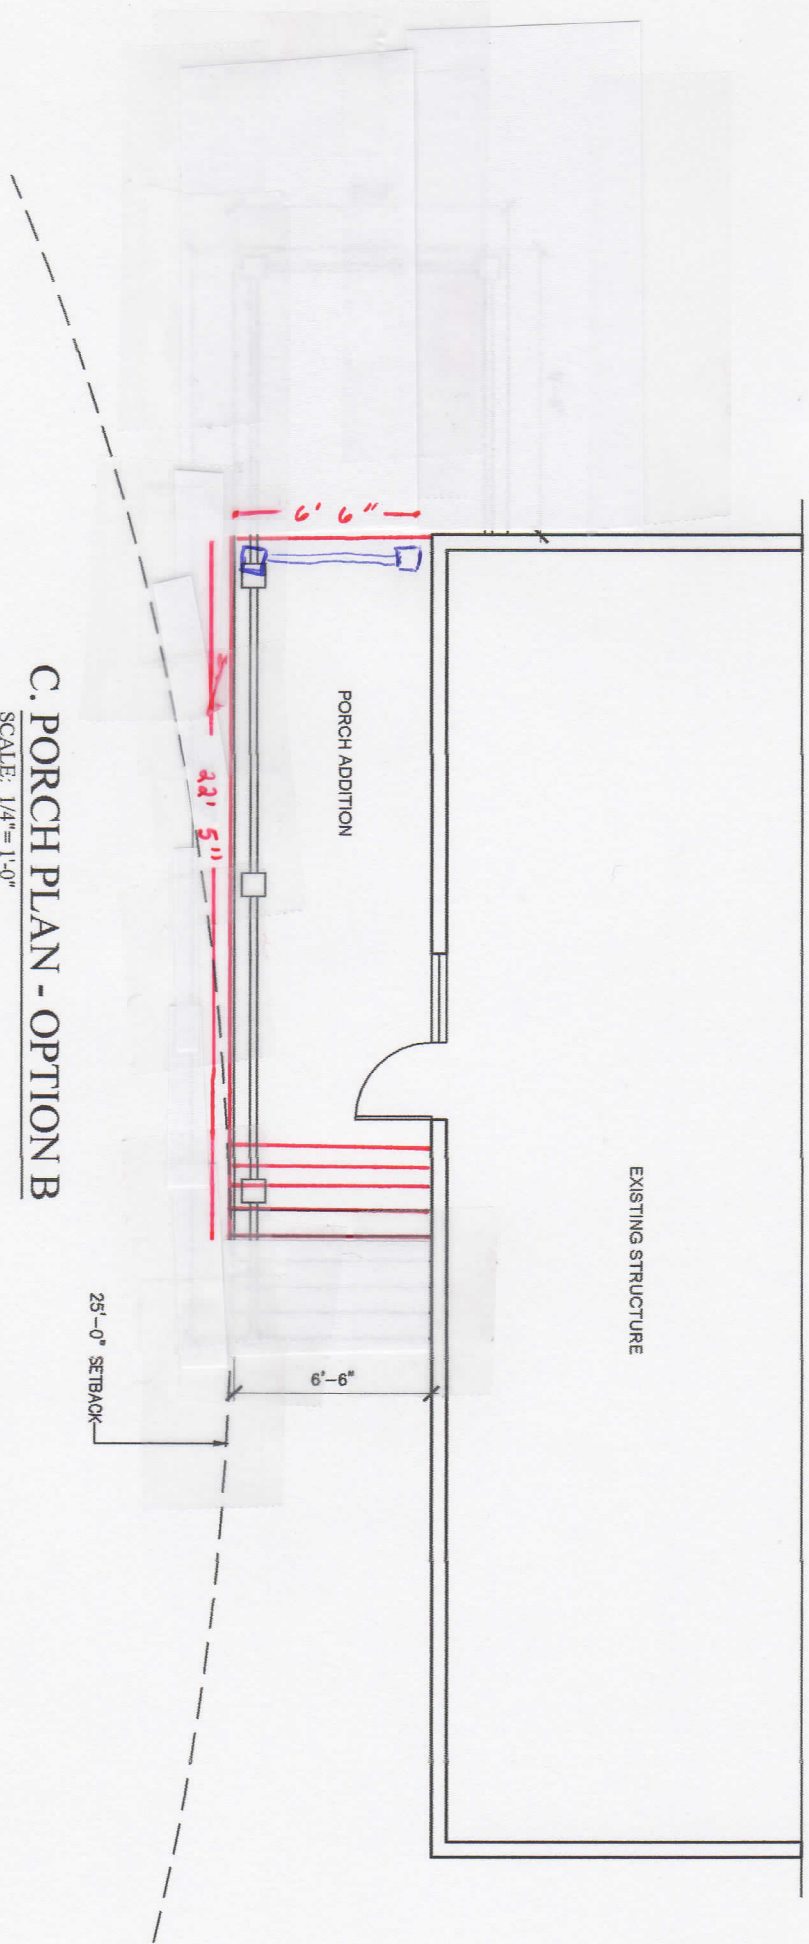 EXISTING STRUCTURE
PORCH ADDITION
6' 6"
22' 5"
6'-6"
25'-0" SETBACK
C. PORCH PLAN - OPTION B
SCALE: 1/4"= 1'-0"